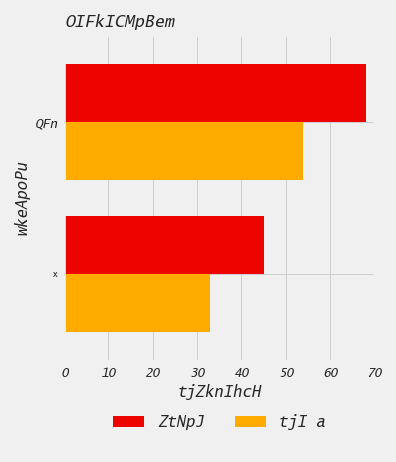 OIFkICMpBem
wkeApoPu
QFn
x
0 10 20 30 40 50 60 70
tjZknIhcH
ZtNpJ tjI a